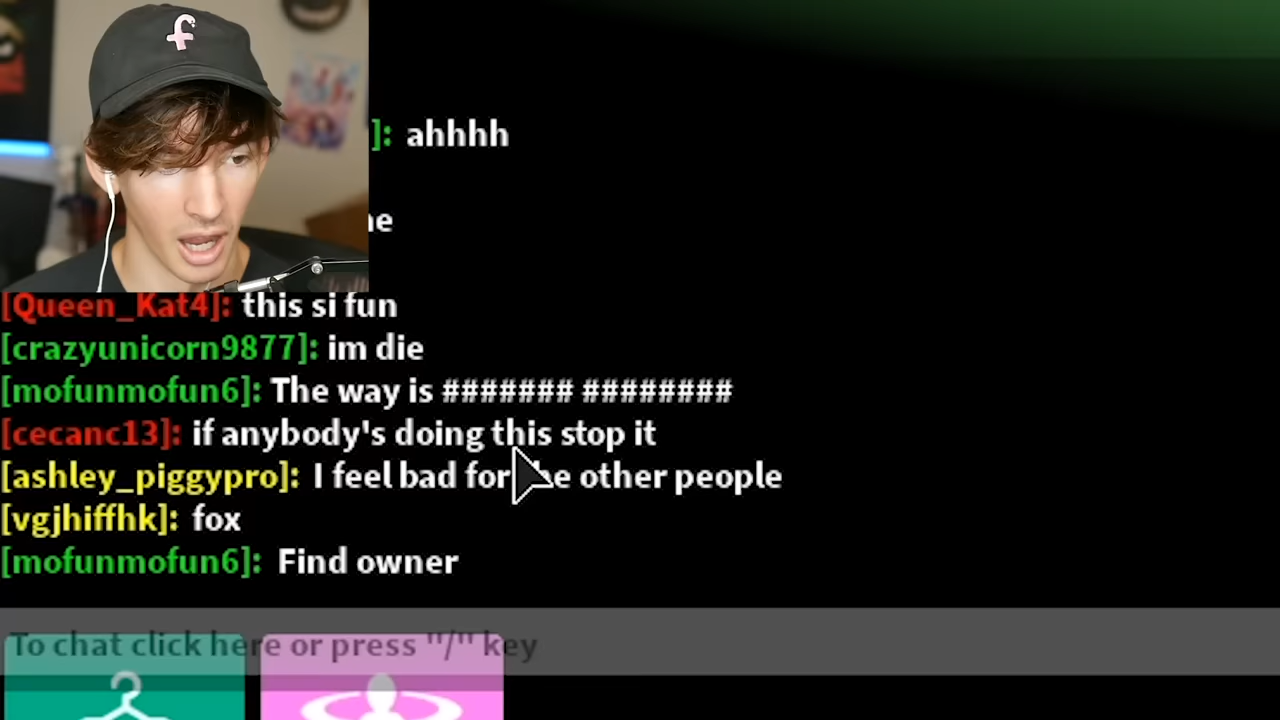 f
]: ahhhh
[Queen_Kat4]: this si fun
[crazyunicorn9877]: im die
[mofunmofun6]: The way is ####### ########
[cecanc13]: if anybody's doing this stop it
[ashley_piggypro]: I feel bad for the other people
[vgjhiffhk]: fox
[mofunmofun6]: Find owner
To chat click here or press "/" key